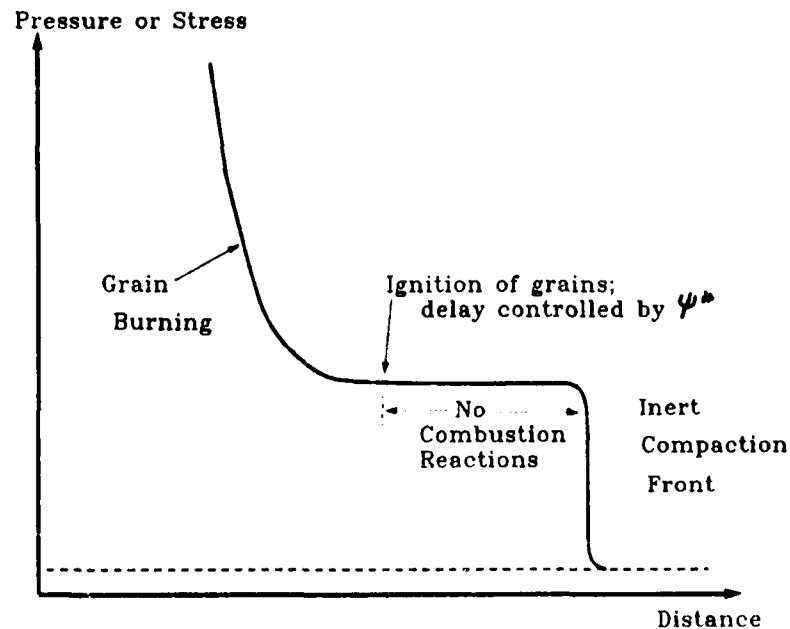 Pressure or Stress
Grain
Burning
Ignition of grains;
delay controlled by ψ*
No
Combustion
Reactions
Inert
Compaction
Front
Distance